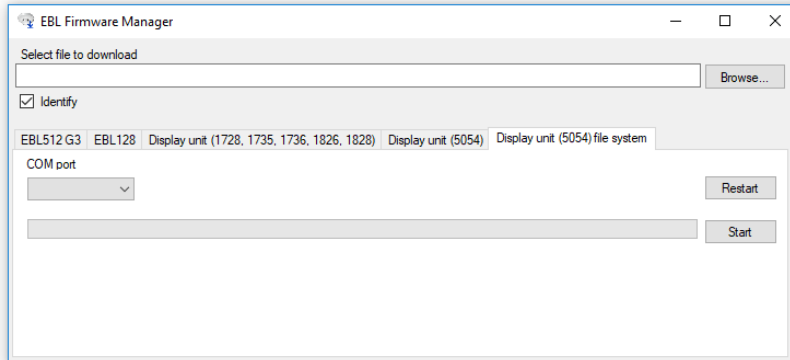 EBL Firmware Manager
Select file to download
Browse...
Identify
EBL512 G3 EBL128 Display unit (1728, 1735, 1736, 1826, 1828) Display unit (5054) Display unit (5054) file system
COM port
Restart
Start